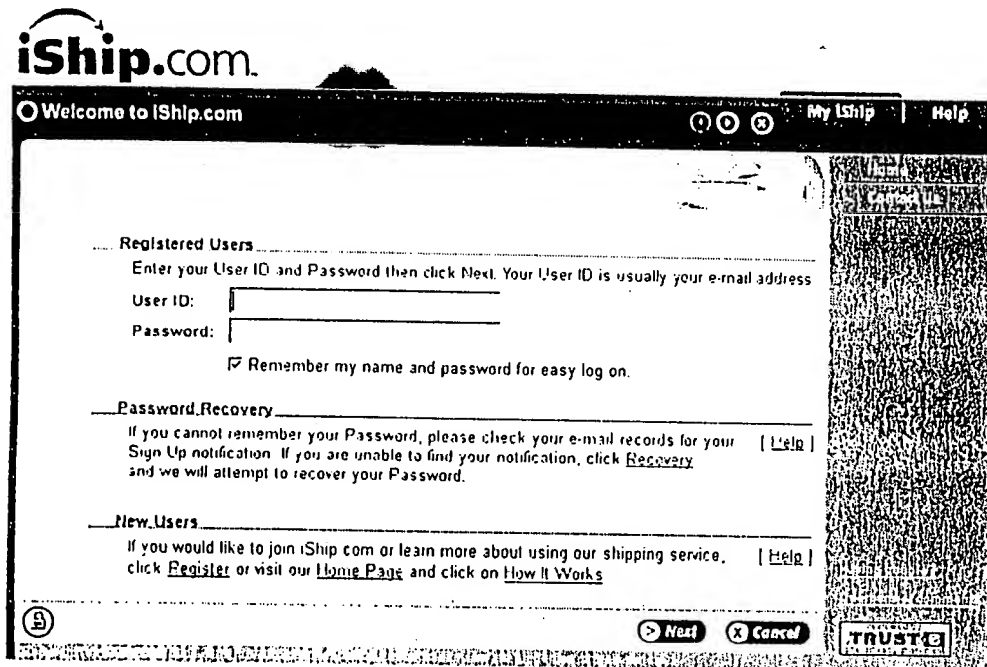 iShip.com
Welcome to iShip.com
My iShip | Help
Home
Contact Us
Registered Users
Enter your User ID and Password then click Next. Your User ID is usually your e-mail address
User ID:
Password:
Remember my name and password for easy log on.
Password Recovery
If you cannot remember your Password, please check your e-mail records for your [ Help ]
Sign Up notification. If you are unable to find your notification, click Recovery
and we will attempt to recover your Password.
New Users
If you would like to join iShip com or learn more about using our shipping service, [ Help ]
click Register or visit our Home Page and click on How It Works
Next Cancel
TRUSTe